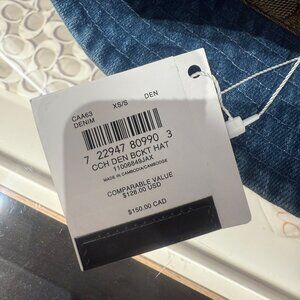 CAA63 XS/S DEN
DENIM
7 22947 80990 3
CCH DEN BCKT HAT
11006849JAX
MADE IN CAMBODIA/CAMBODGE
COMPARABLE VALUE
$128.00 USD
$150.00 CAD